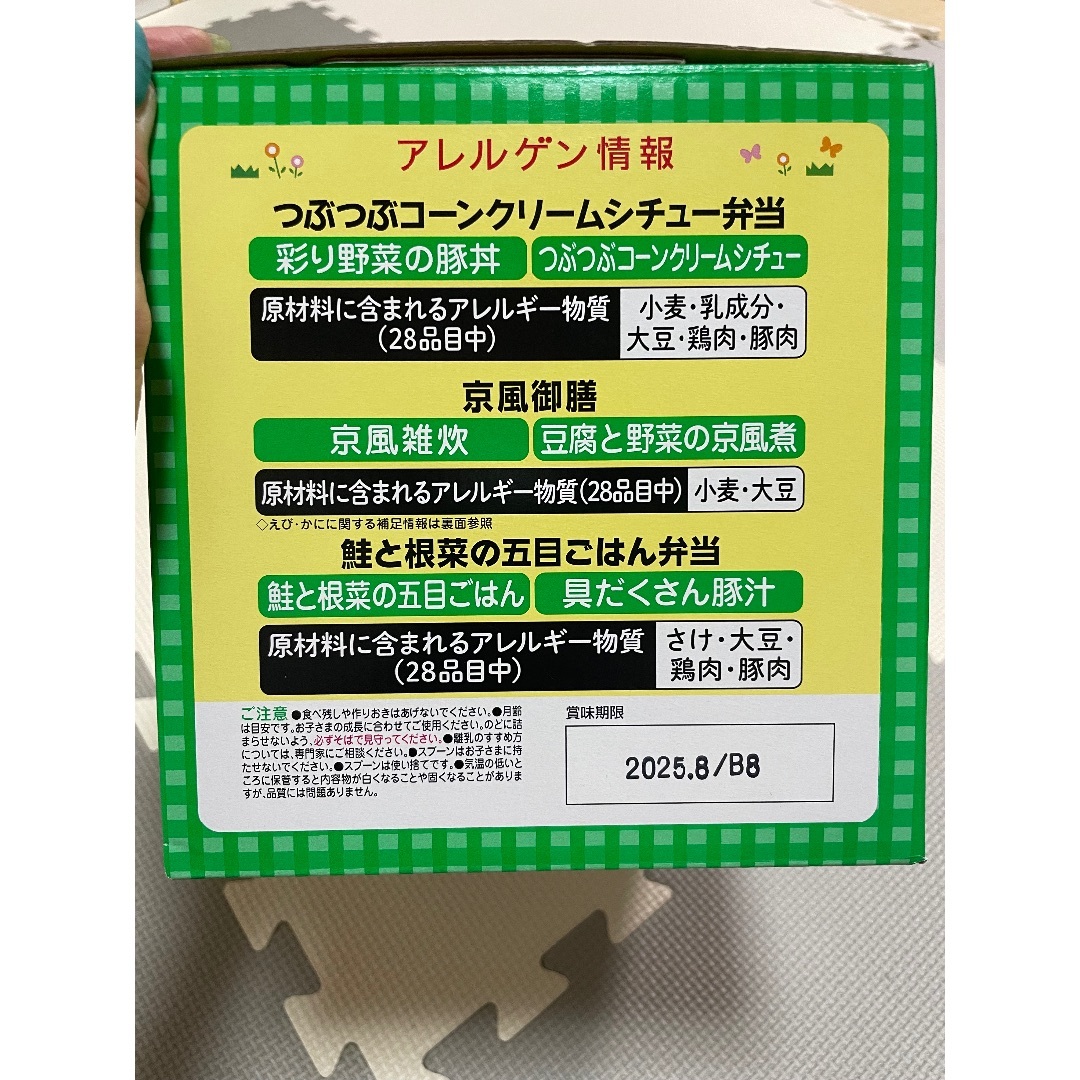 アレルゲン情報
つぶつぶコーンクリームシチュー弁当
彩り野菜の豚丼 つぶつぶコーンクリームシチュー
原材料に含まれるアレルギー物質
(28品目中)
小麦・乳成分・
大豆・鶏肉・豚肉
京風御膳
京風雑炊 豆腐と野菜の京風煮
原材料に含まれるアレルギー物質(28品目中) 小麦・大豆
◇えび・かにに関する補足情報は裏面参照
鮭と根菜の五目ごはん弁当
鮭と根菜の五目ごはん 具だくさん豚汁
原材料に含まれるアレルギー物質
(28品目中)
さけ・大豆・
鶏肉・豚肉
ご注意 ●食べ残しや作りおきはあげないでください。●月齢
は目安です。お子さまの成長に合わせてご使用ください。のどに詰
まらせないよう、必ずそばで見守ってください。●離乳のすすめ方
については、専門家にご相談ください。●スプーンはお子さまに持
たせないでください。●スプーンは使い捨てです。●気温の低いと
ころに保管すると内容物が白くなることや固くなることがありま
すが、品質には問題ありません。
賞味期限
2025.8/B8